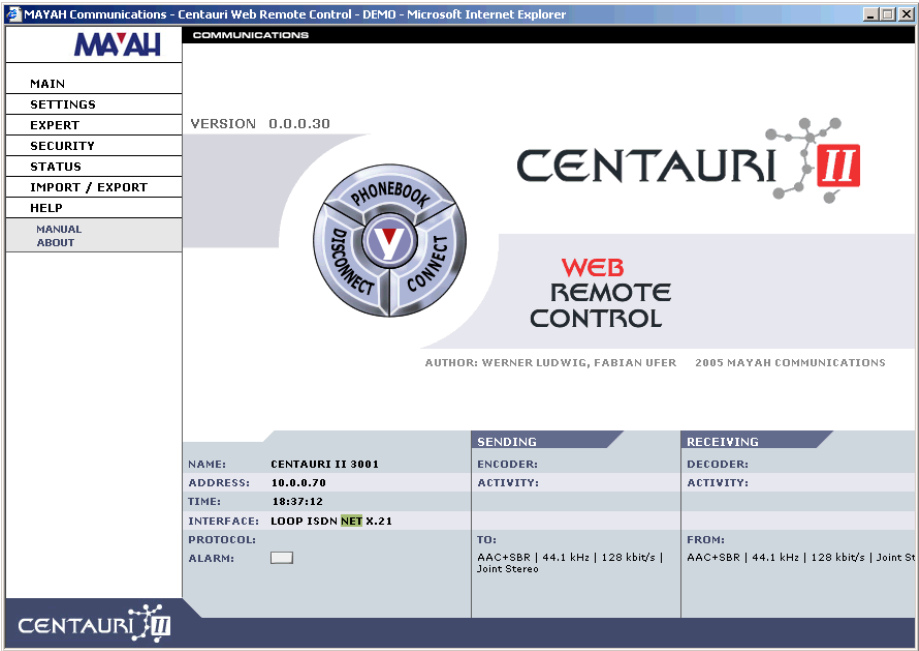 MAYAH Communications - Centauri Web Remote Control - DEMO - Microsoft Internet Explorer
MAYAH
COMMUNICATIONS
MAIN
SETTINGS
EXPERT
SECURITY
STATUS
IMPORT / EXPORT
HELP
MANUAL
ABOUT
VERSION 0.0.0.30
PHONEBOOK
DISCONNECT
CONNECT
CENTAURI II
WEB
REMOTE
CONTROL
AUTHOR: WERNER LUDWIG, FABIAN UFER 2005 MAYAH COMMUNICATIONS
SENDING RECEIVING
NAME: CENTAURI II 3001 ENCODER: DECODER:
ADDRESS: 10.0.0.70 ACTIVITY: ACTIVITY:
TIME: 18:37:12
INTERFACE: LOOP ISDN NET X.21
PROTOCOL: TO: FROM:
ALARM: AAC+SBR | 44.1 kHz | 128 kbit/s | AAC+SBR | 44.1 kHz | 128 kbit/s | Joint St
Joint Stereo
CENTAURI II